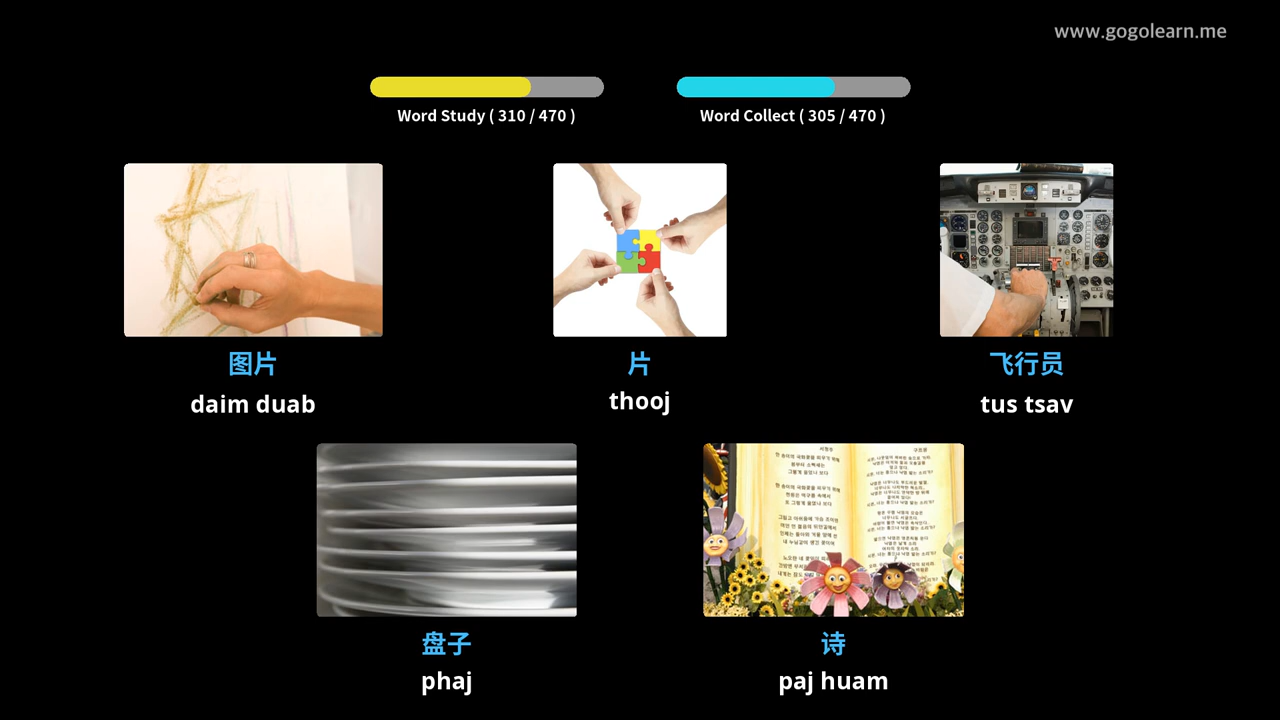 www.gogolearn.me
Word Study ( 310 / 470 )
Word Collect ( 305 / 470 )
图片
daim duab
片
thooj
飞行员
tus tsav
盘子
phaj
诗
paj huam